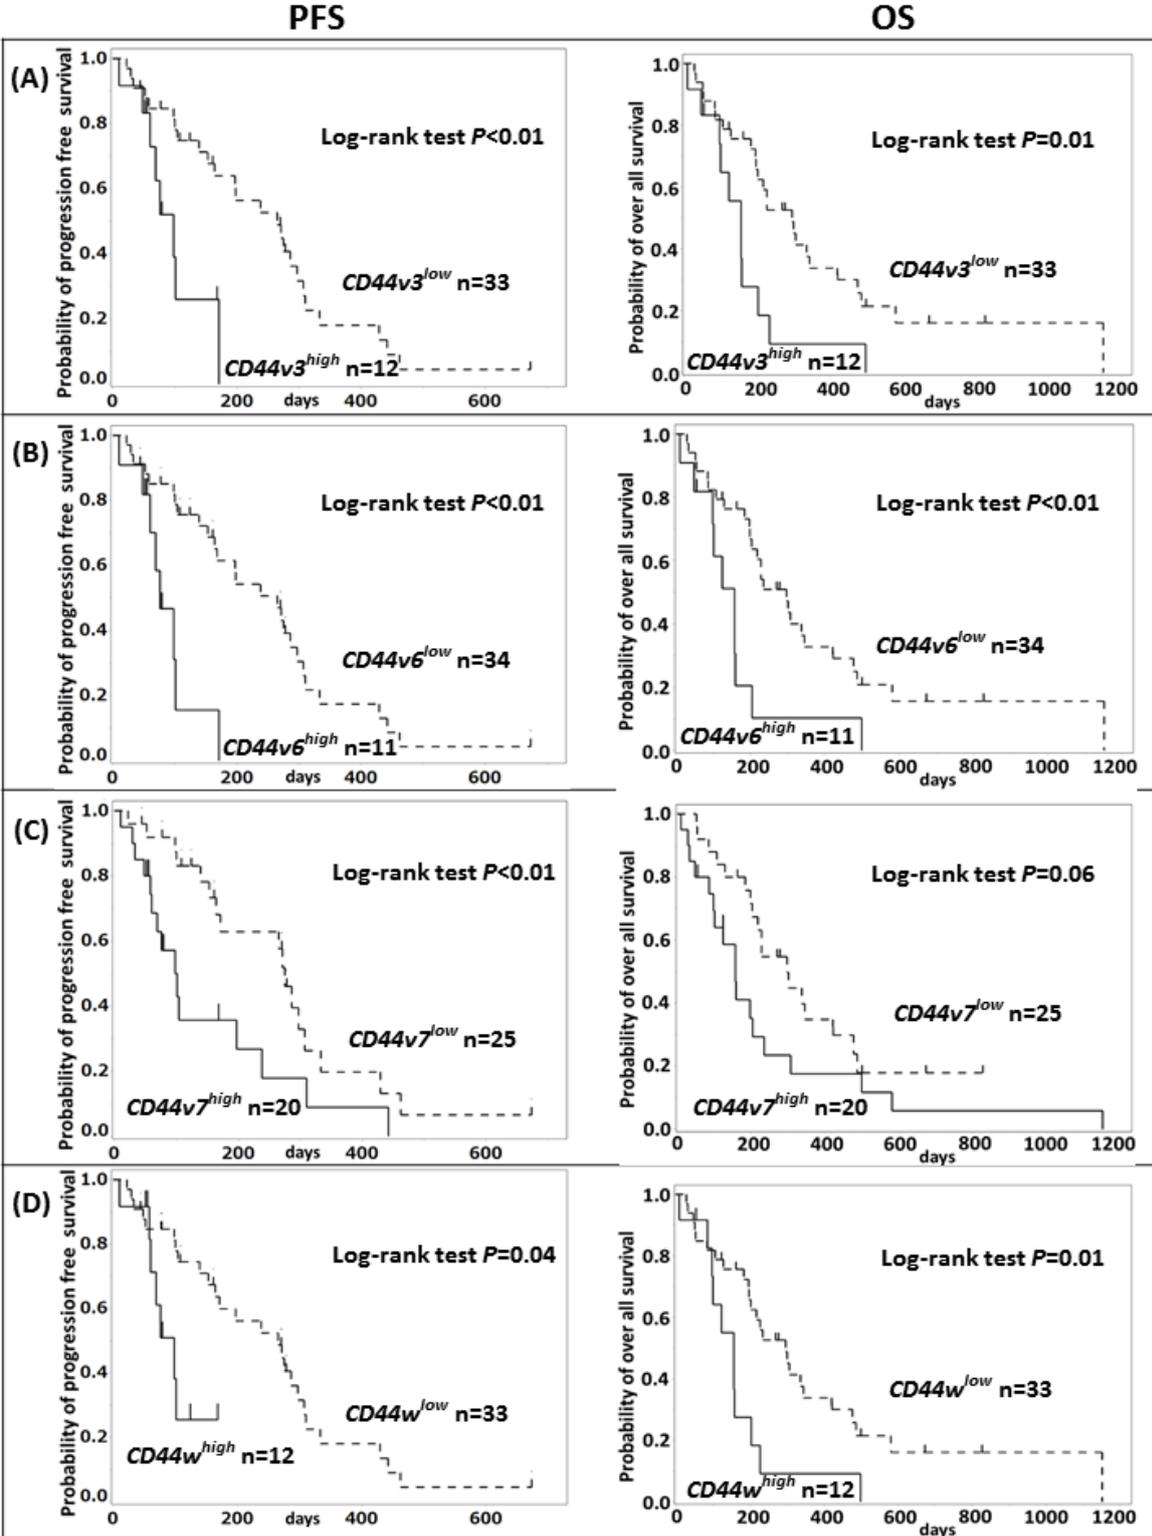 PFS OS
(A)
Probability of progression free survival
1.0
0.8
0.6
0.4
0.2
0.0
Log-rank test P<0.01
CD44v3low n=33
CD44v3high n=12
0 200 days 400 600
Probability of over all survival
1.0
0.8
0.6
0.4
0.2
0.0
Log-rank test P=0.01
CD44v3low n=33
CD44v3high n=12
0 200 400 600 days 800 1000 1200
(B)
Probability of progression free survival
1.0
0.8
0.6
0.4
0.2
0.0
Log-rank test P<0.01
CD44v6low n=34
CD44v6high n=11
0 200 days 400 600
Probability of over all survival
1.0
0.8
0.6
0.4
0.2
0.0
Log-rank test P<0.01
CD44v6low n=34
CD44v6high n=11
0 200 400 600 days 800 1000 1200
(C)
Probability of progression free survival
1.0
0.8
0.6
0.4
0.2
0.0
Log-rank test P<0.01
CD44v7low n=25
CD44v7high n=20
0 200 days 400 600
Probability of over all survival
1.0
0.8
0.6
0.4
0.2
0.0
Log-rank test P=0.06
CD44v7low n=25
CD44v7high n=20
0 200 400 600 days 800 1000 1200
(D)
Probability of progression free survival
1.0
0.8
0.6
0.4
0.2
0.0
Log-rank test P=0.04
CD44wlow n=33
CD44whigh n=12
0 200 days 400 600
Probability of over all survival
1.0
0.8
0.6
0.4
0.2
0.0
Log-rank test P=0.01
CD44wlow n=33
CD44whigh n=12
0 200 400 600 days 800 1000 1200